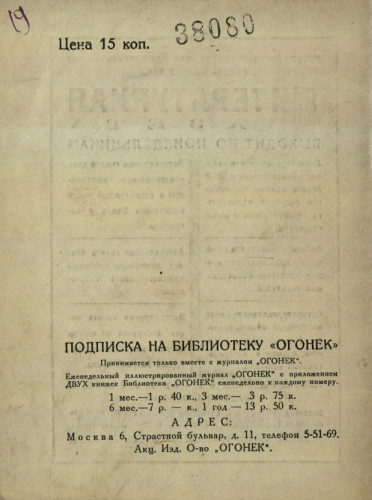 19
Цена 15 коп.
38080
ПОДПИСКА НА БИБЛИОТЕКУ «ОГОНЕК»
Принимается только вместе с журналом „ОГОНЕК“.
Еженедельный иллюстрированный журнал „ОГОНЕК“ с приложением
ДВУХ книжек Библиотеки „ОГОНЕК“ еженедельно к каждому номеру.
1 мес.—1 р. 40 к., 3 мес.— 3 р. 75 к.
6 мес.—7 р. — к., 1 год — 13 р. 50 к.
АДРЕС:
Москва 6, Страстной бульвар, д. 11, телефон 5-51-69.
Акц. Изд. О-во „ОГОНЕК“.